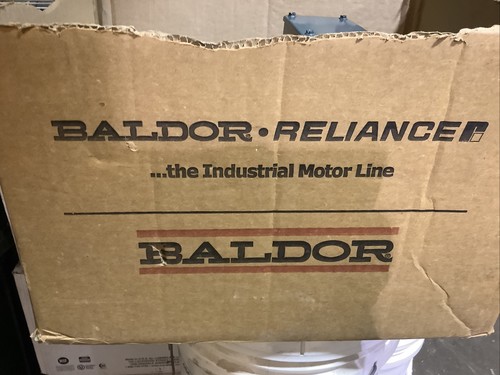 BALDOR • RELIANCE
...the Industrial Motor Line
BALDOR